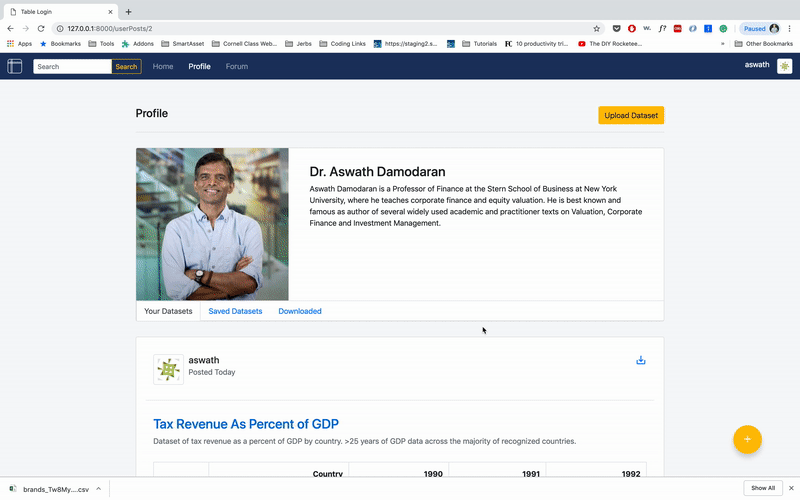 Table Login
127.0.0.1:8000/userPosts/2
Paused
Apps Bookmarks Tools Addons SmartAsset Cornell Class Web... Jerbs Coding Links https://staging2.s... Tutorials 10 productivity tri... The DIY Rocketee... » Other Bookmarks
Search Search Home Profile Forum aswath
Profile
Upload Dataset
Dr. Aswath Damodaran
Aswath Damodaran is a Professor of Finance at the Stern School of Business at New York
University, where he teaches corporate finance and equity valuation. He is best known and
famous as author of several widely used academic and practitioner texts on Valuation, Corporate
Finance and Investment Management.
Your Datasets Saved Datasets Downloaded
aswath
Posted Today
Tax Revenue As Percent of GDP
Dataset of tax revenue as a percent of GDP by country. >25 years of GDP data across the majority of recognized countries.
Country 1990 1991 1992
brands_Tw8My....csv
Show All